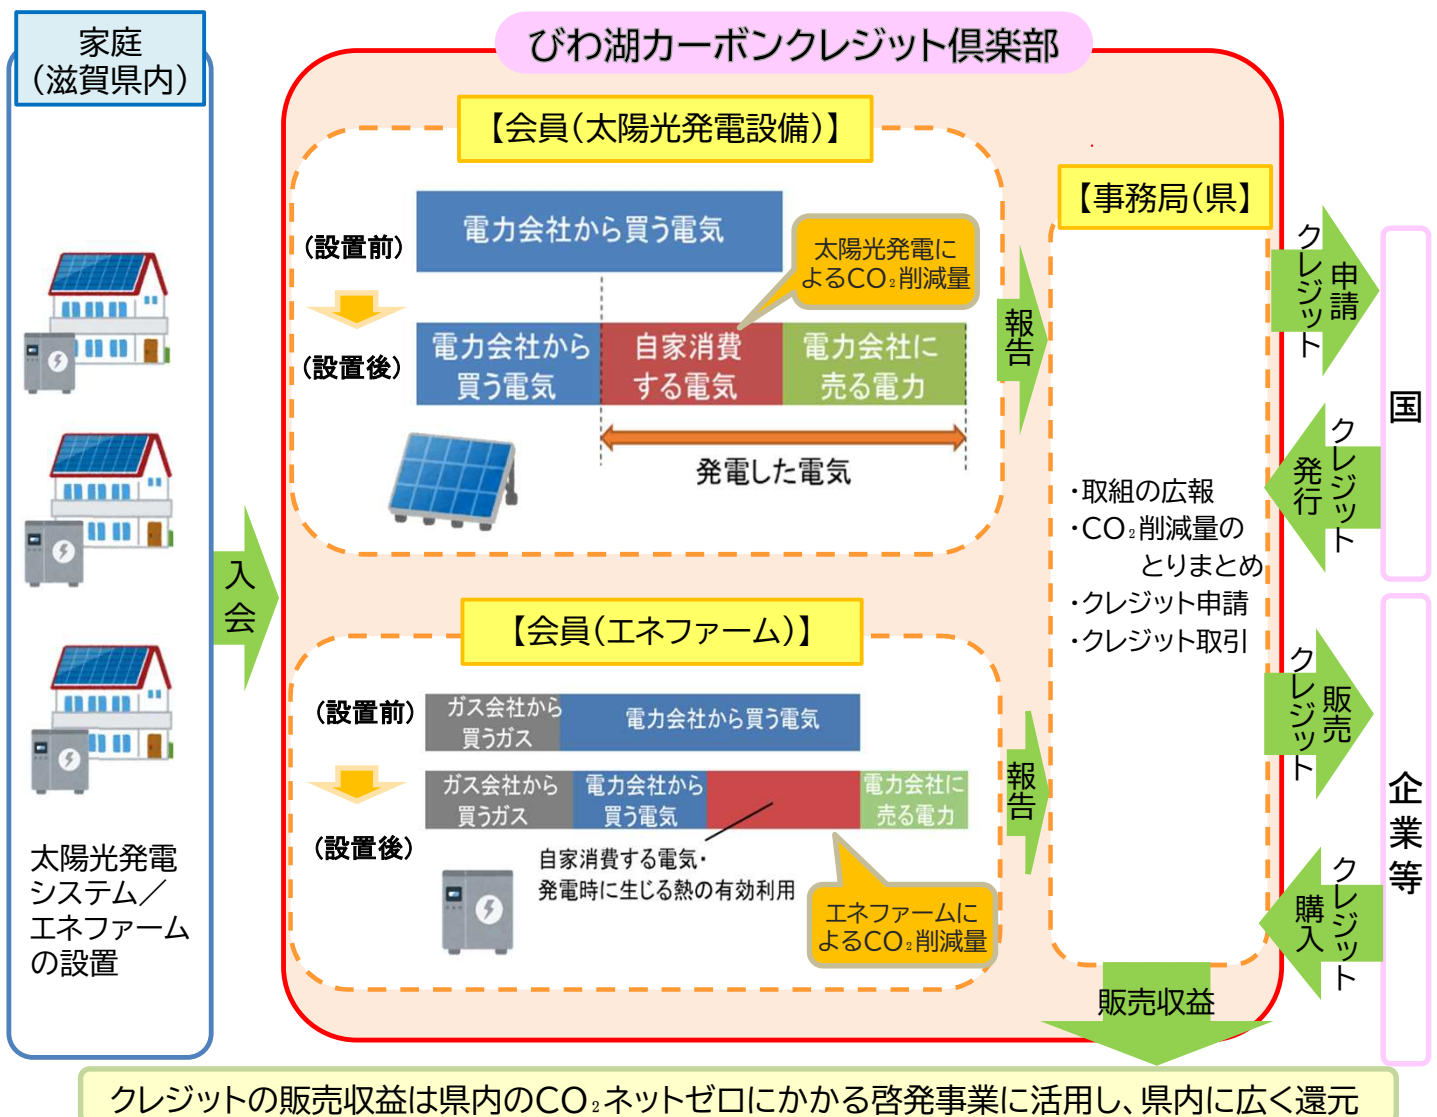 家庭
（滋賀県内）
太陽光発電
システム／
エネファーム
の設置
入会
びわ湖カーボンクレジット倶楽部
【会員（太陽光発電設備）】
（設置前）
電力会社から買う電気
太陽光発電に
よるCO₂削減量
（設置後）
電力会社から
買う電気
自家消費
する電気
電力会社に
売る電力
発電した電気
報告
【会員（エネファーム）】
（設置前）
ガス会社から
買うガス
電力会社から買う電気
（設置後）
ガス会社から
買うガス
電力会社から
買う電気
電力会社に
売る電力
自家消費する電気・
発電時に生じる熱の有効利用
エネファームに
よるCO₂削減量
報告
【事務局（県】
・取組の広報
・CO₂削減量の
とりまとめ
・クレジット申請
・クレジット取引
クレジット
申請
クレジット
発行
国
クレジット
販売
クレジット
購入
企業等
販売収益
クレジットの販売収益は県内のCO₂ネットゼロにかかる啓発事業に活用し、県内に広く還元